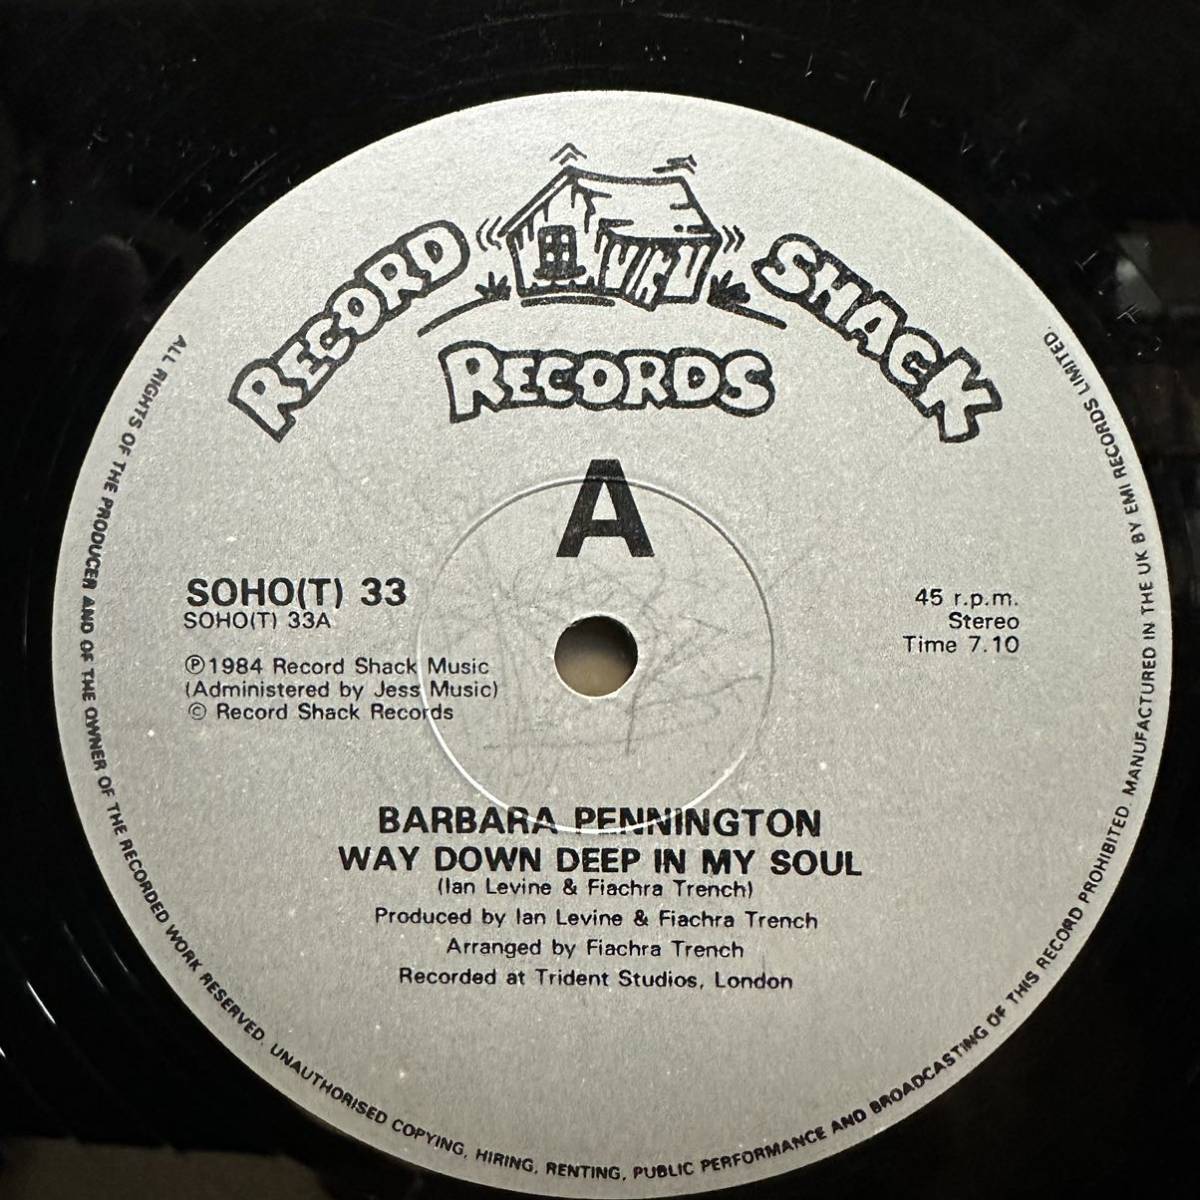 RECORD SHACK
RECORDS
A
SOHO(T) 33
SOHO(T) 33A
℗1984 Record Shack Music
(Administered by Jess Music)
© Record Shack Records
45 r.p.m.
Stereo
Time 7.10
BARBARA PENNINGTON
WAY DOWN DEEP IN MY SOUL
(Ian Levine & Fiachra Trench)
Produced by Ian Levine & Fiachra Trench
Arranged by Fiachra Trench
Recorded at Trident Studios, London
ALL RIGHTS OF THE PRODUCER AND OF THE OWNER OF THE RECORDED WORK RESERVED. UNAUTHORISED COPYING, HIRING, RENTING, PUBLIC PERFORMANCE AND BROADCASTING OF THIS RECORD PROHIBITED MANUFACTURED IN THE UK BY EMI RECORDS LIMITED.